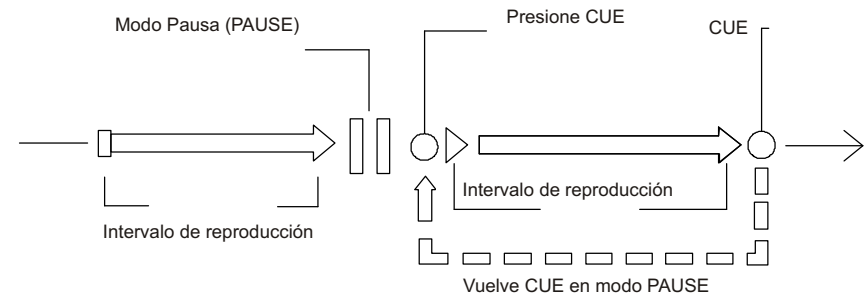 Modo Pausa (PAUSE)
Presione CUE
CUE
Intervalo de reproducción
Intervalo de reproducción
Vuelve CUE en modo PAUSE